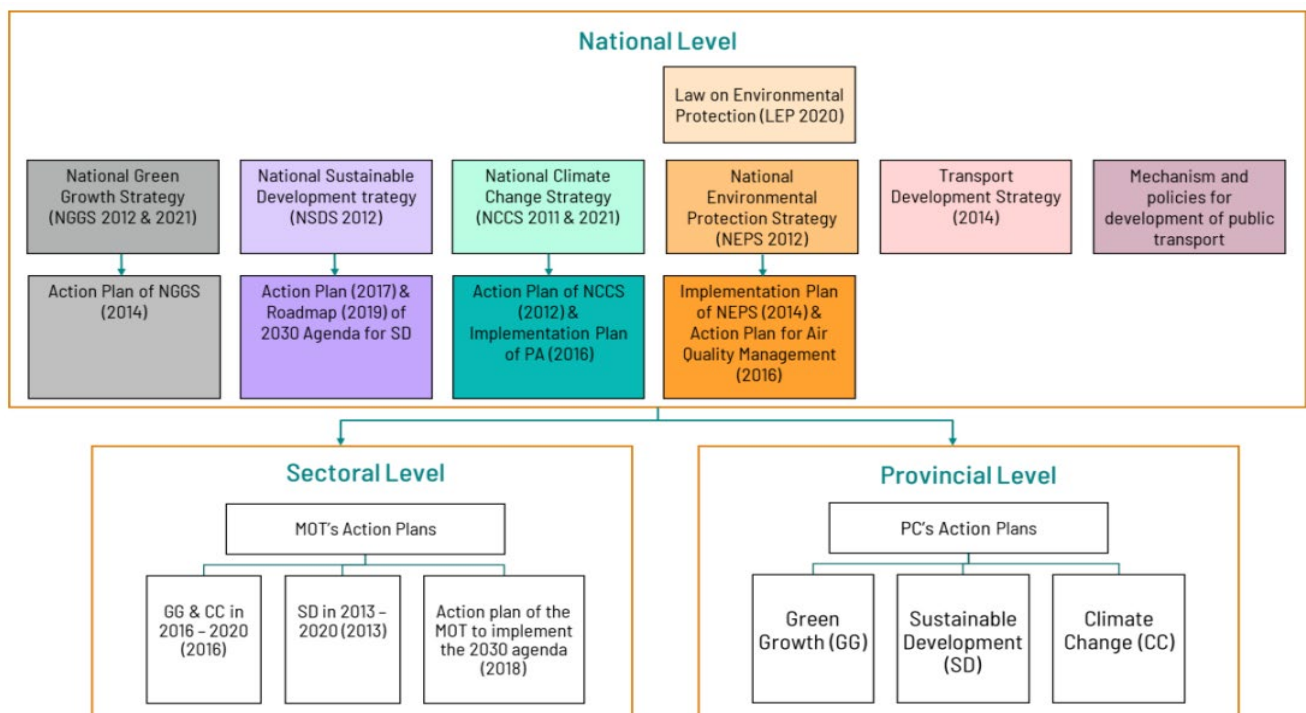 National Level
Law on Environmental
Protection (LEP 2020)
National Green
Growth Strategy
(NGGS 2012 & 2021)
National Sustainable
Development trategy
(NSDS 2012)
National Climate
Change Strategy
(NCCS 2011 & 2021)
National
Environmental
Protection Strategy
(NEPS 2012)
Transport
Development Strategy
(2014)
Mechanism and
policies for
development of public
transport
Action Plan of NGGS
(2014)
Action Plan (2017) &
Roadmap (2019) of
2030 Agenda for SD
Action Plan of NCCS
(2012) &
Implementation Plan
of PA (2016)
Implementation Plan
of NEPS (2014) &
Action Plan for Air
Quality Management
(2016)
Sectoral Level
MOT's Action Plans
GG & CC in
2016 – 2020
(2016)
SD in 2013 –
2020 (2013)
Action plan of the
MOT to implement
the 2030 agenda
(2018)
Provincial Level
PC's Action Plans
Green
Growth (GG)
Sustainable
Development
(SD)
Climate
Change (CC)